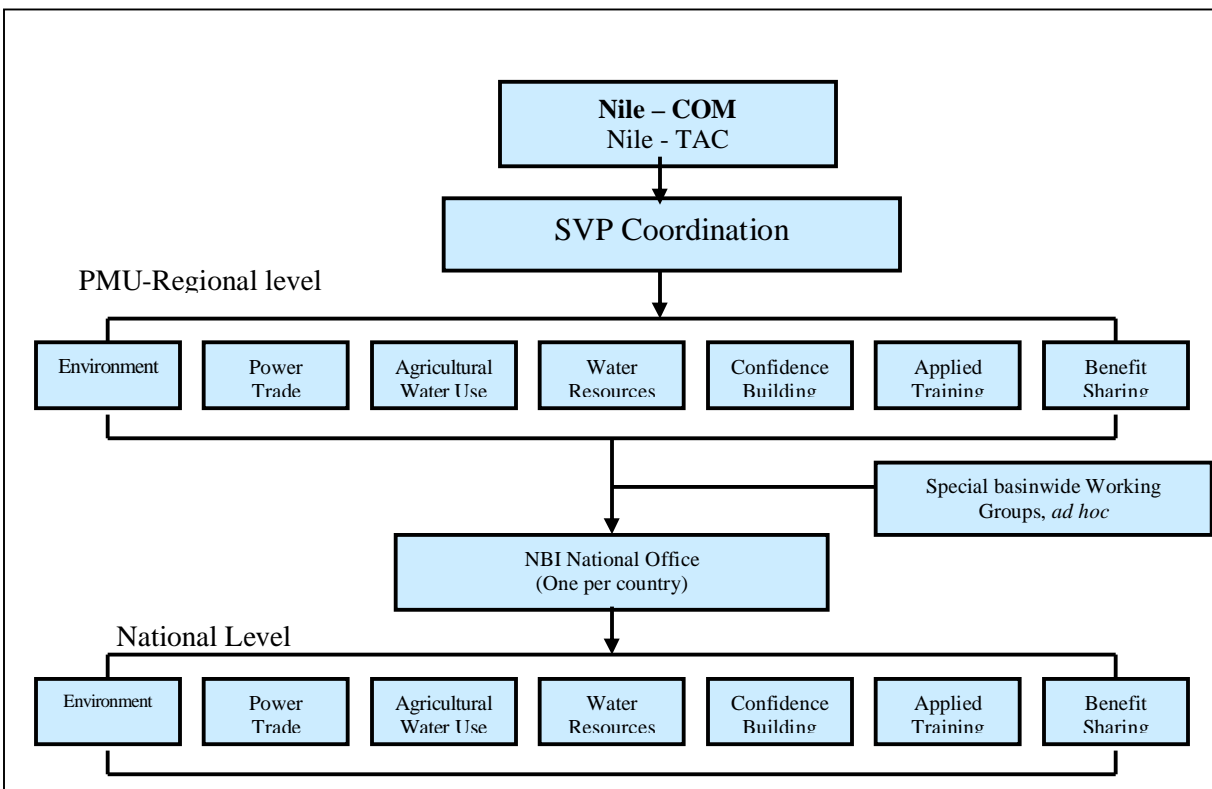 Nile – COM
Nile - TAC
SVP Coordination
PMU-Regional level
Environment
Power
Trade
Agricultural
Water Use
Water
Resources
Confidence
Building
Applied
Training
Benefit
Sharing
Special basinwide Working
Groups, ad hoc
NBI National Office
(One per country)
National Level
Environment
Power
Trade
Agricultural
Water Use
Water
Resources
Confidence
Building
Applied
Training
Benefit
Sharing